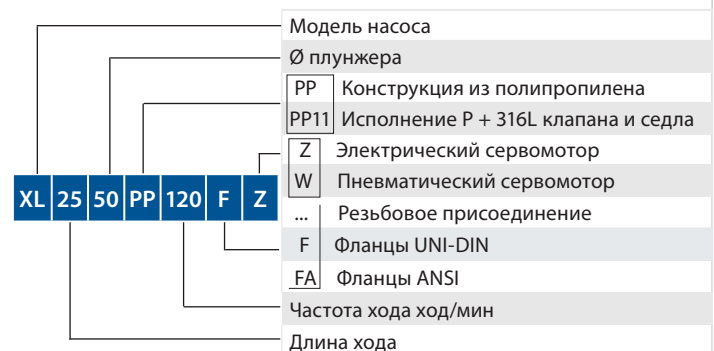 Модель насоса
Ø плунжера
PP Конструкция из полипропилена
PP11 Исполнение P + 316L клапана и седла
Z Электрический сервомотор
W Пневматический сервомотор
XL 25 50 PP 120 F Z
... Резьбовое присоединение
F Фланцы UNI-DIN
FA Фланцы ANSI
Частота хода ход/мин
Длина хода